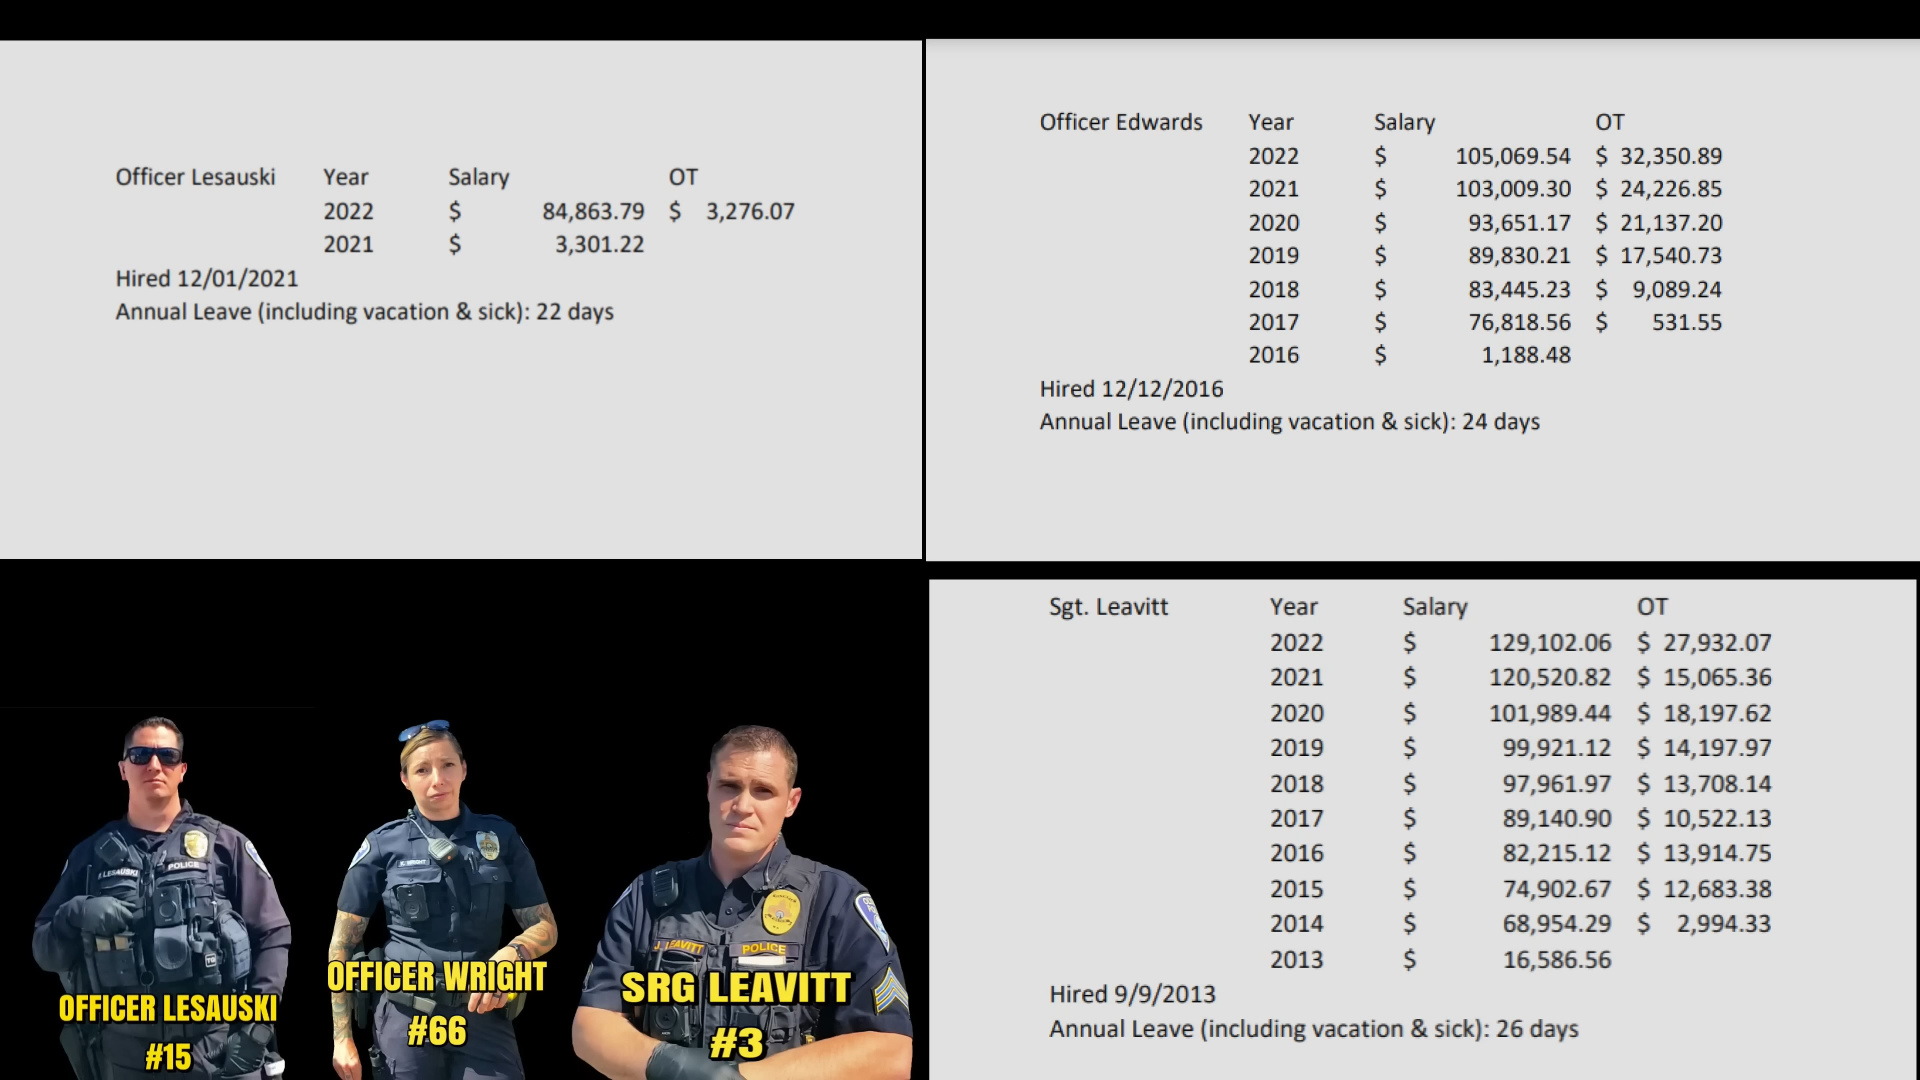 Officer Lesauski Year Salary OT
2022 $ 84,863.79 $ 3,276.07
2021 $ 3,301.22
Hired 12/01/2021
Annual Leave (including vacation & sick): 22 days
Officer Edwards Year Salary OT
2022 $ 105,069.54 $ 32,350.89
2021 $ 103,009.30 $ 24,226.85
2020 $ 93,651.17 $ 21,137.20
2019 $ 89,830.21 $ 17,540.73
2018 $ 83,445.23 $ 9,089.24
2017 $ 76,818.56 $ 531.55
2016 $ 1,188.48
Hired 12/12/2016
Annual Leave (including vacation & sick): 24 days
POLICE
LESAUSKI
OFFICER LESAUSKI
#15
WRIGHT
OFFICER WRIGHT
#66
J. LEAVITT POLICE
SRG LEAVITT
#3
Sgt. Leavitt Year Salary OT
2022 $ 129,102.06 $ 27,932.07
2021 $ 120,520.82 $ 15,065.36
2020 $ 101,989.44 $ 18,197.62
2019 $ 99,921.12 $ 14,197.97
2018 $ 97,961.97 $ 13,708.14
2017 $ 89,140.90 $ 10,522.13
2016 $ 82,215.12 $ 13,914.75
2015 $ 74,902.67 $ 12,683.38
2014 $ 68,954.29 $ 2,994.33
2013 $ 16,586.56
Hired 9/9/2013
Annual Leave (including vacation & sick): 26 days